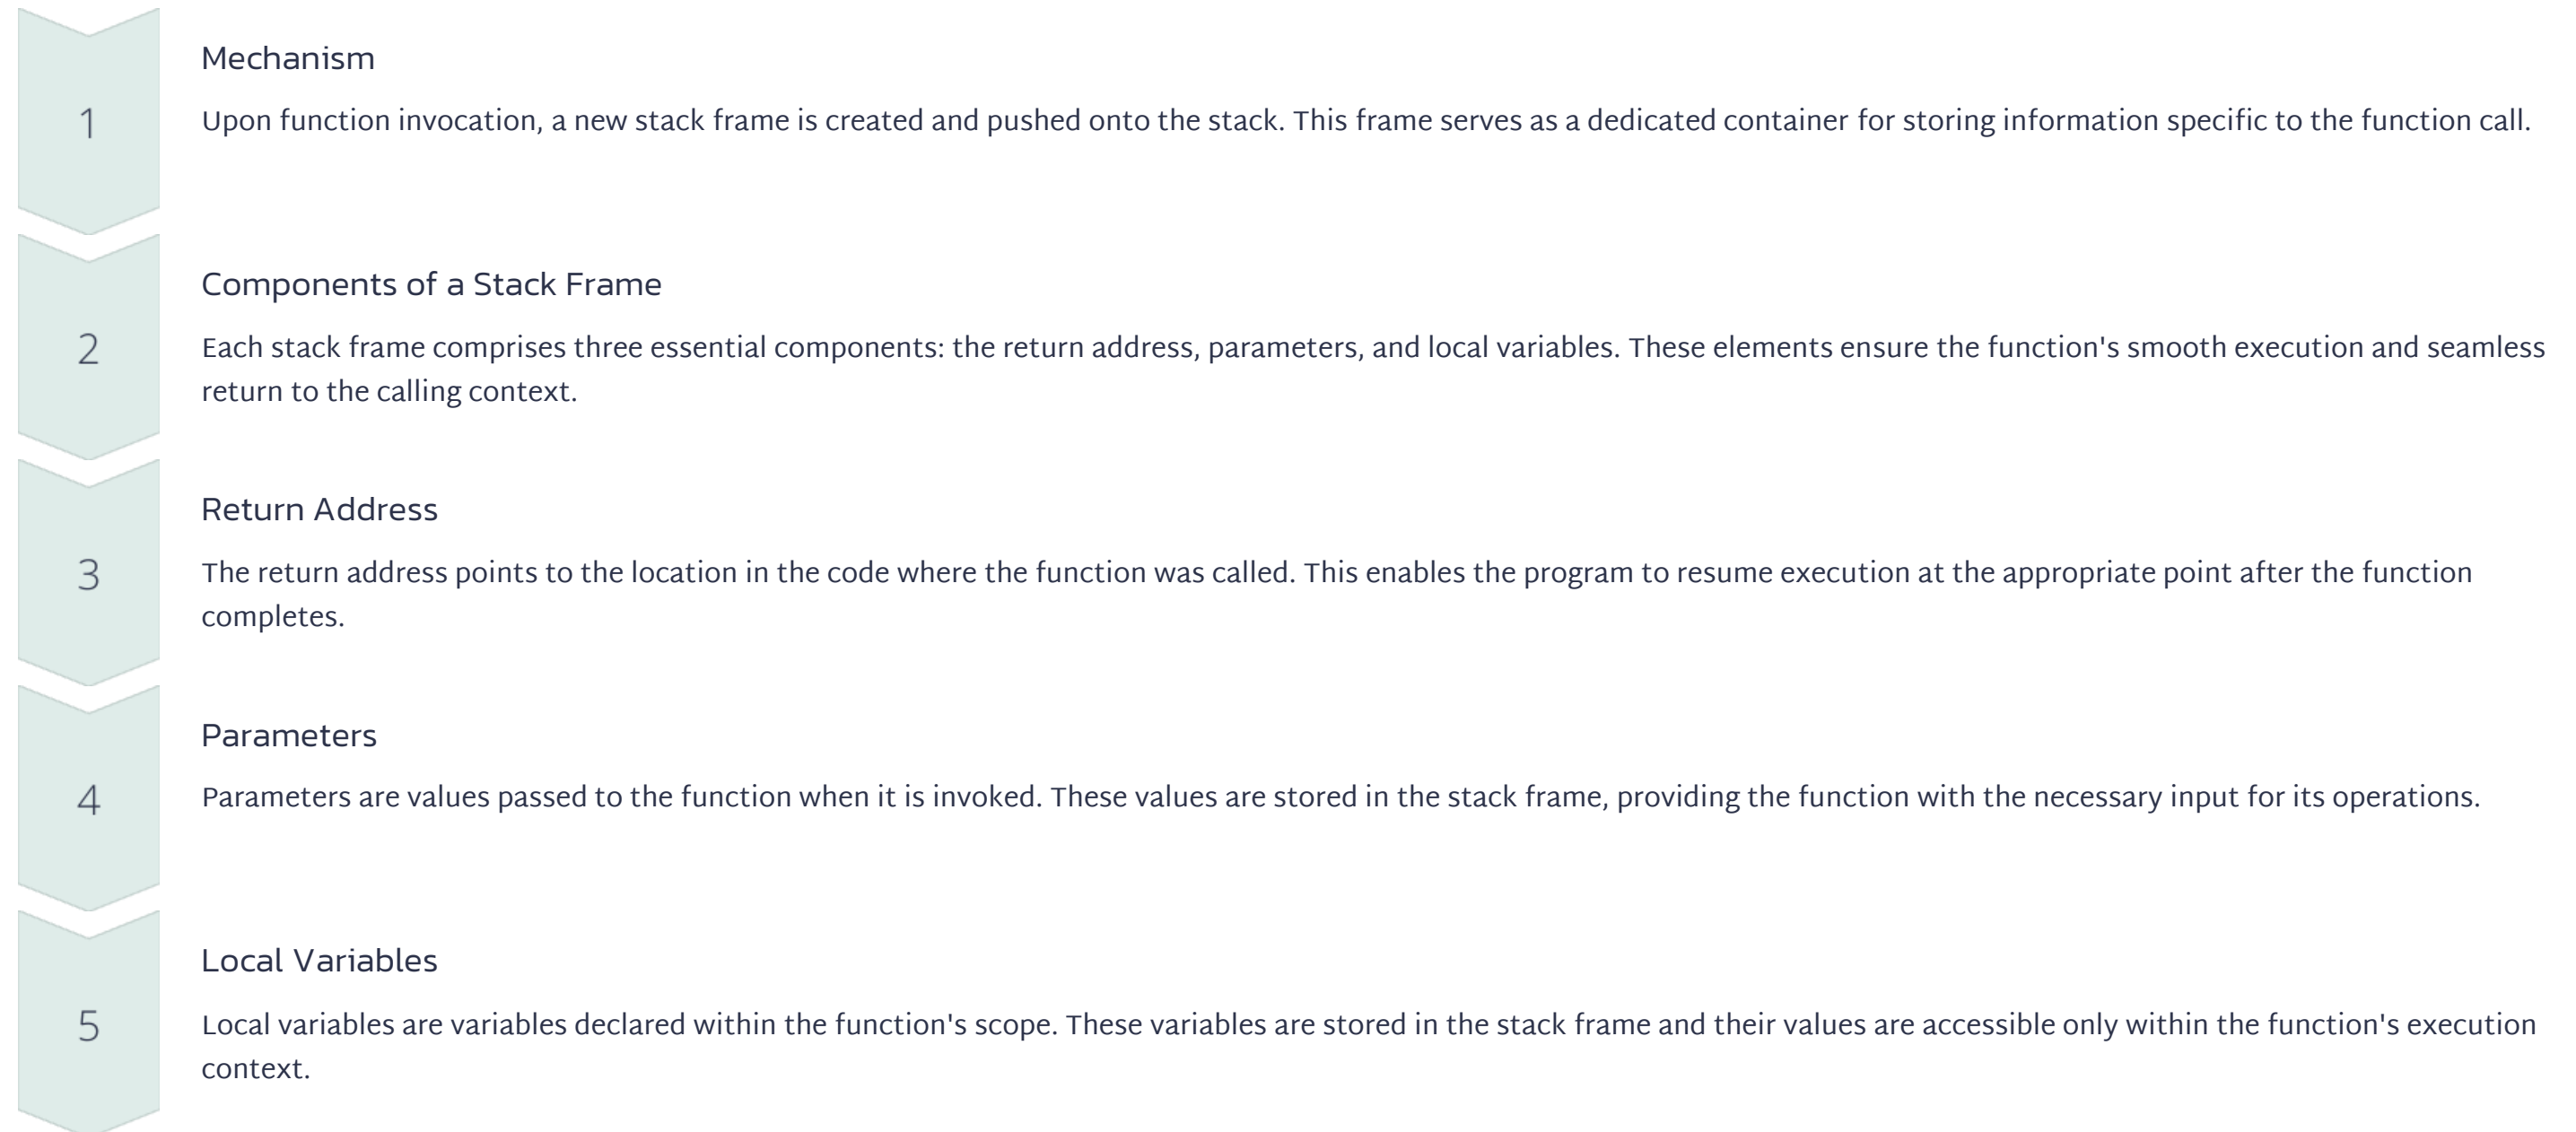 Mechanism
1
Upon function invocation, a new stack frame is created and pushed onto the stack. This frame serves as a dedicated container for storing information specific to the function call.
Components of a Stack Frame
2
Each stack frame comprises three essential components: the return address, parameters, and local variables. These elements ensure the function's smooth execution and seamless
return to the calling context.
Return Address
3
The return address points to the location in the code where the function was called. This enables the program to resume execution at the appropriate point after the function
completes.
Parameters
4
Parameters are values passed to the function when it is invoked. These values are stored in the stack frame, providing the function with the necessary input for its operations.
Local Variables
5
Local variables are variables declared within the function's scope. These variables are stored in the stack frame and their values are accessible only within the function's execution
context.